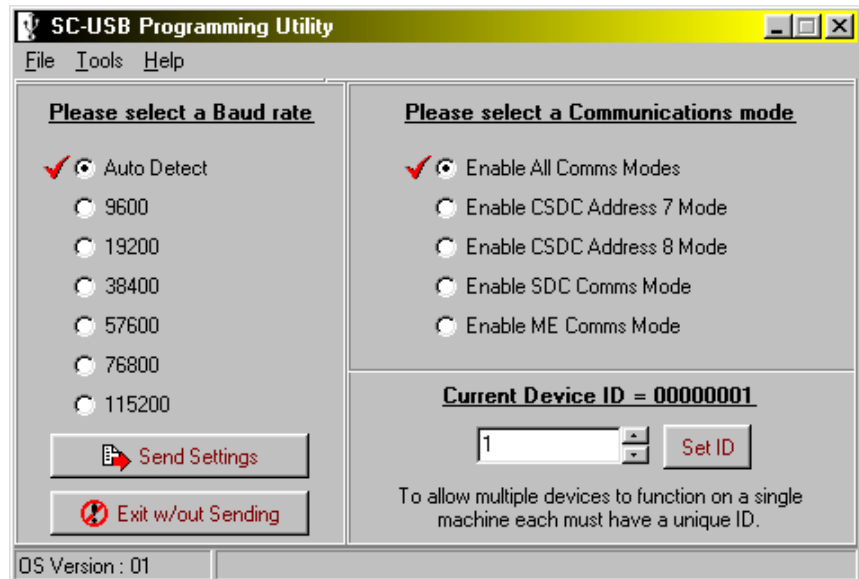 SC-USB Programming Utility
File Tools Help
Please select a Baud rate
Auto Detect
9600
19200
38400
57600
76800
115200
Send Settings
Exit w/out Sending
Please select a Communications mode
Enable All Comms Modes
Enable CSDC Address 7 Mode
Enable CSDC Address 8 Mode
Enable SDC Comms Mode
Enable ME Comms Mode
Current Device ID = 00000001
1
Set ID
To allow multiple devices to function on a single
machine each must have a unique ID.
OS Version : 01